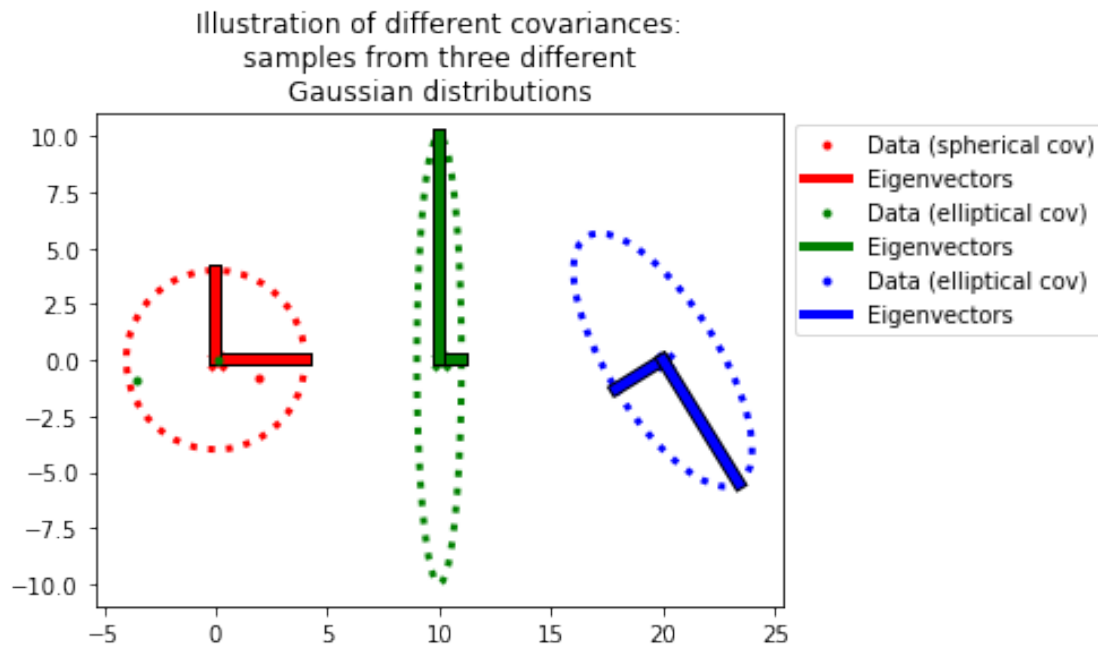 Illustration of different covariances:
samples from three different
Gaussian distributions
10.0
7.5
5.0
2.5
0.0
−2.5
−5.0
−7.5
−10.0
−5
0
5
10
15
20
25
Data (spherical cov)
Eigenvectors
Data (elliptical cov)
Eigenvectors
Data (elliptical cov)
Eigenvectors